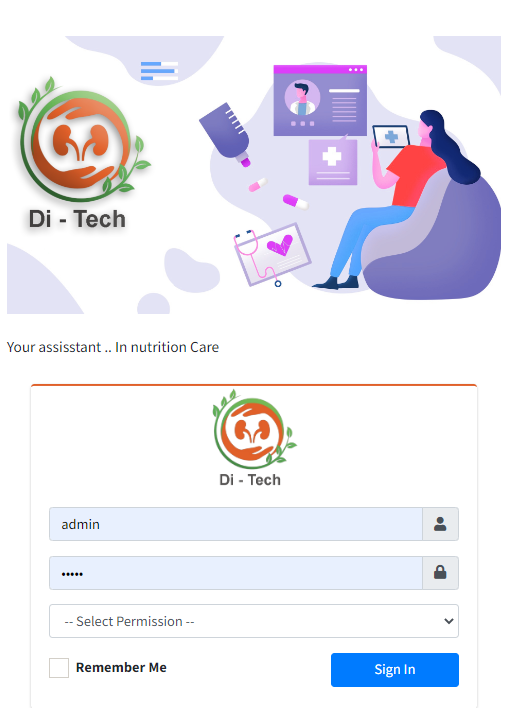 Di - Tech
Your assisstant .. In nutrition Care
Di - Tech
admin
•••••
-- Select Permission --
Remember Me
Sign In